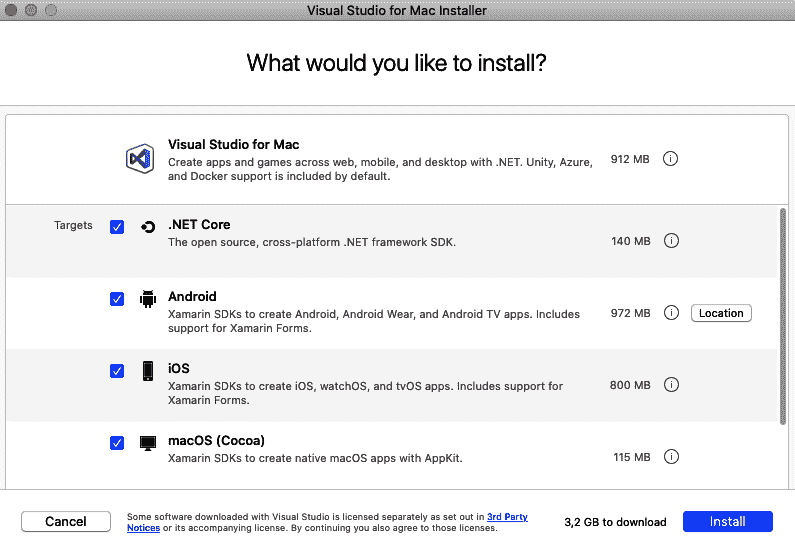 Visual Studio for Mac Installer
What would you like to install?
Visual Studio for Mac
Create apps and games across web, mobile, and desktop with .NET. Unity, Azure,
and Docker support is included by default.
912 MB
Targets
.NET Core
The open source, cross-platform .NET framework SDK.
140 MB
Android
Xamarin SDKs to create Android, Android Wear, and Android TV apps. Includes
support for Xamarin Forms.
972 MB
Location
iOS
Xamarin SDKs to create iOS, watchOS, and tvOS apps. Includes support for
Xamarin Forms.
800 MB
macOS (Cocoa)
Xamarin SDKs to create native macOS apps with AppKit.
115 MB
Cancel
Some software downloaded with Visual Studio is licensed separately as set out in 3rd Party
Notices or its accompanying license. By continuing you also agree to those licenses.
3,2 GB to download
Install